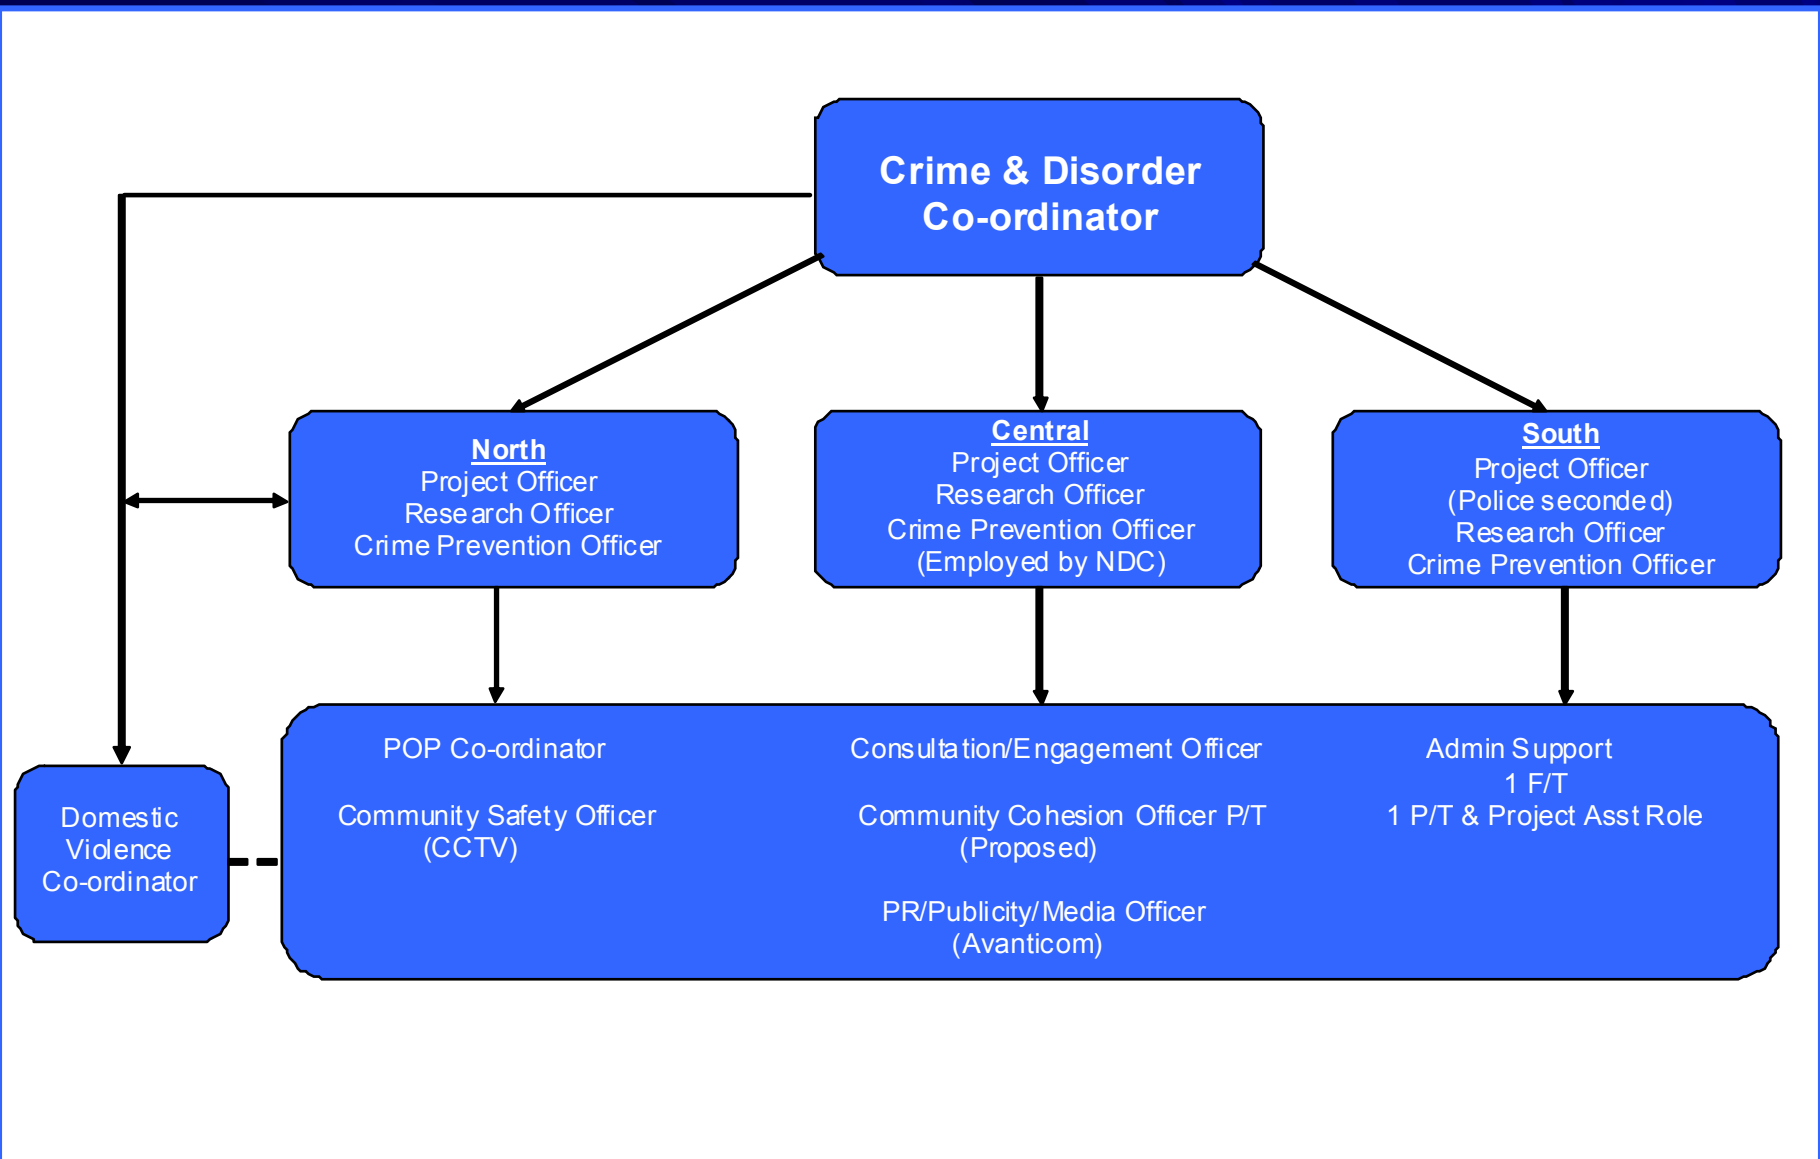 Crime & Disorder
Co-ordinator
North
Project Officer
Research Officer
Crime Prevention Officer
Central
Project Officer
Research Officer
Crime Prevention Officer
(Employed by NDC)
South
Project Officer
(Police seconded)
Research Officer
Crime Prevention Officer
Domestic
Violence
Co-ordinator
POP Co-ordinator
Community Safety Officer
(CCTV)
Consultation/Engagement Officer
Community Cohesion Officer P/T
(Proposed)
PR/Publicity/Media Officer
(Avanticom)
Admin Support
1 F/T
1 P/T & Project Asst Role